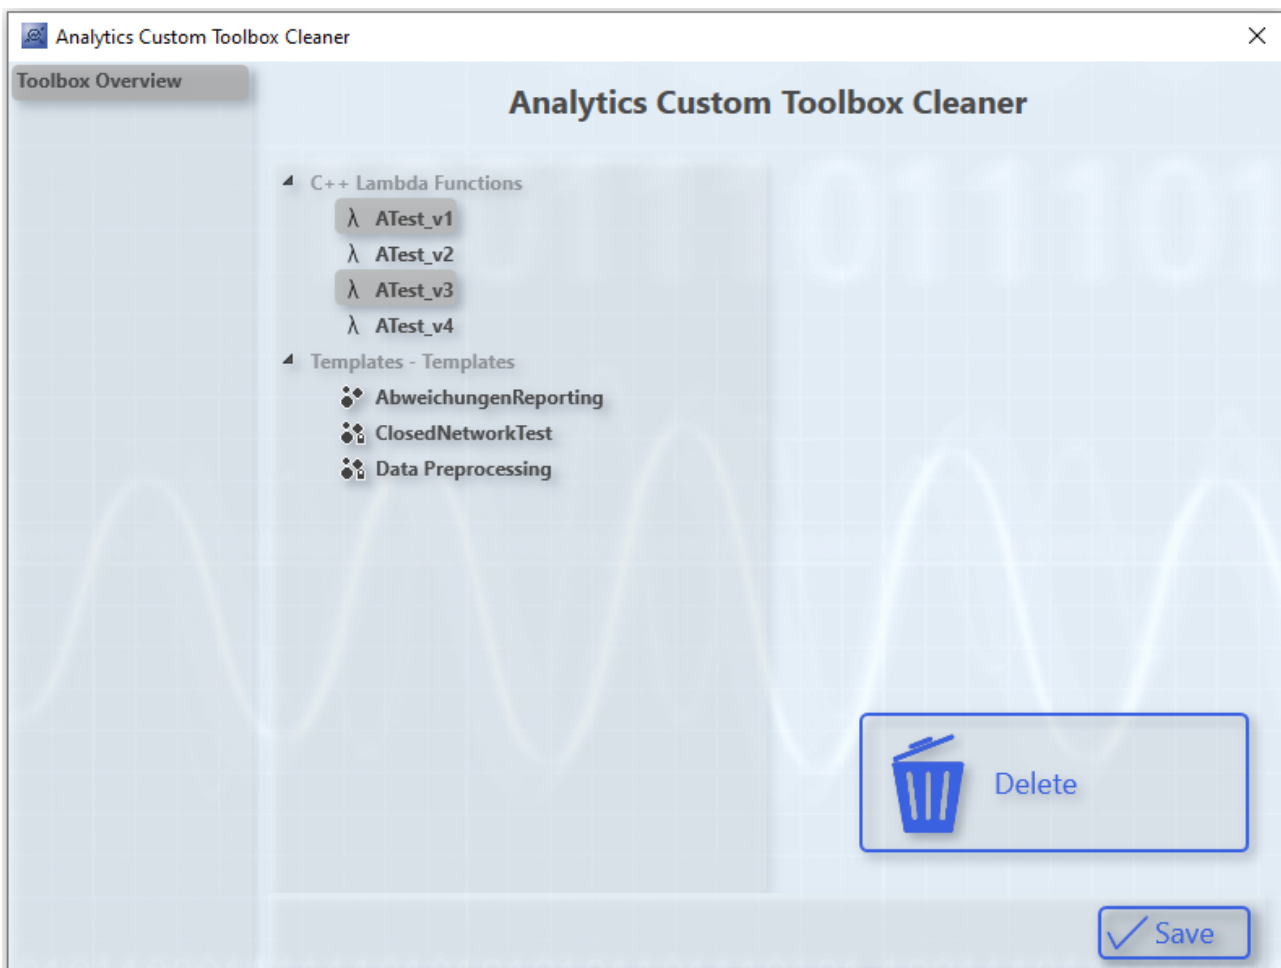 Analytics Custom Toolbox Cleaner
Toolbox Overview
Analytics Custom Toolbox Cleaner
011101
C++ Lambda Functions
λ ATest_v1
λ ATest_v2
λ ATest_v3
λ ATest_v4
Templates - Templates
AbweichungenReporting
ClosedNetworkTest
Data Preprocessing
Delete
Save